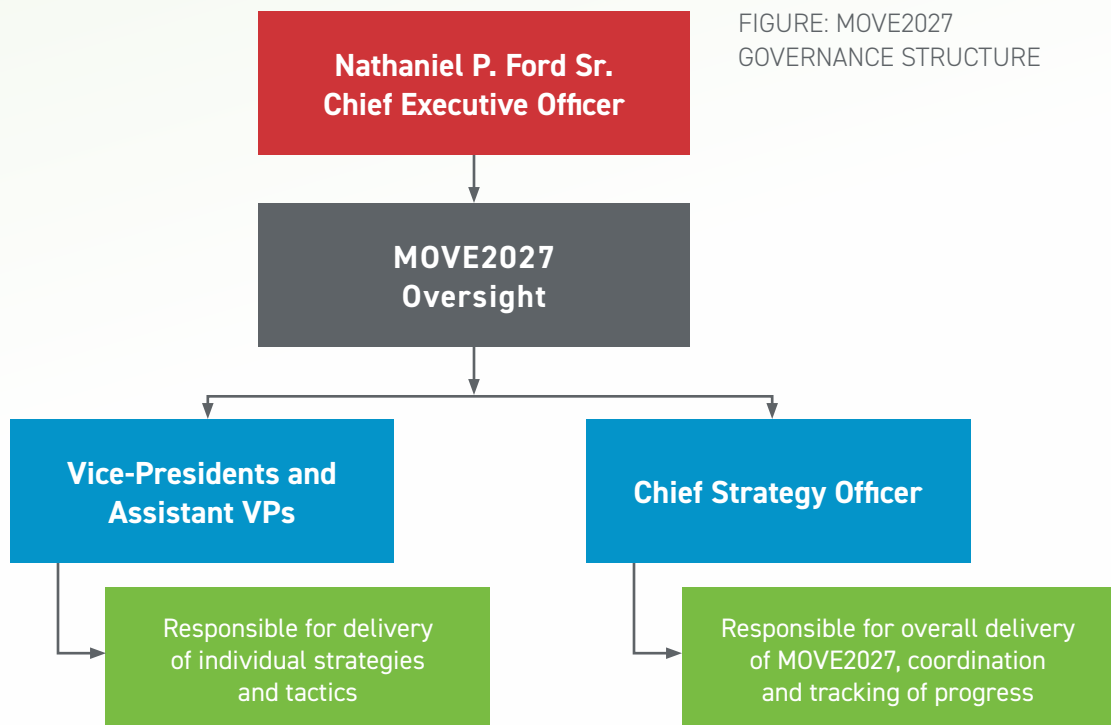 FIGURE: MOVE2027
GOVERNANCE STRUCTURE
Nathaniel P. Ford Sr.
Chief Executive Officer
MOVE2027
Oversight
Vice-Presidents and
Assistant VPs
Chief Strategy Officer
Responsible for delivery
of individual strategies
and tactics
Responsible for overall delivery
of MOVE2027, coordination
and tracking of progress